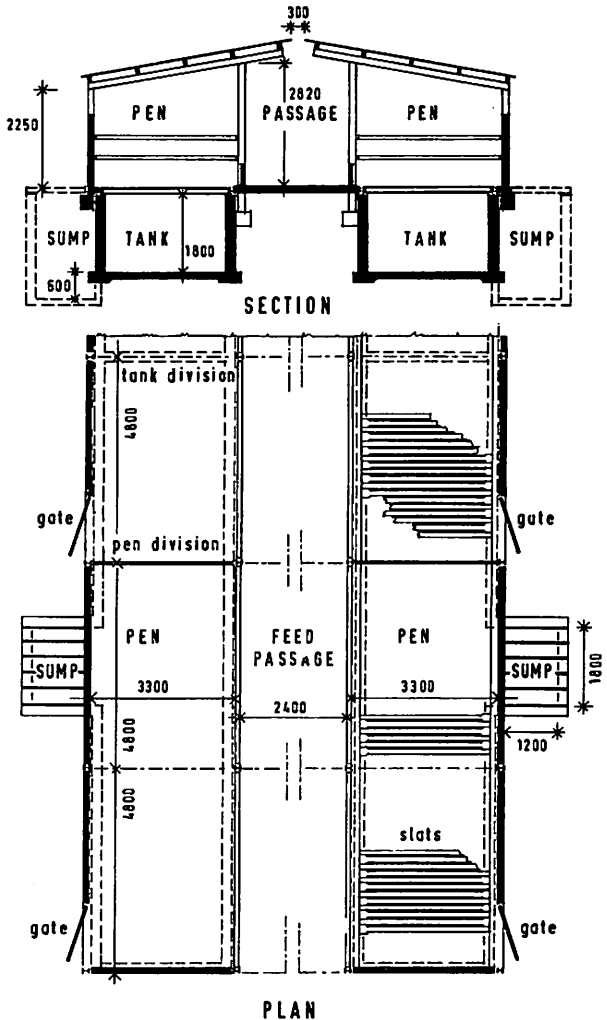 300
2820
PEN
PASSAGE
PEN
2250
SUMP
TANK
1800
TANK
SUMP
600
SECTION
tank division
4800
gate
gate
pen division
PEN
FEED
PASSAGE
PEN
SUMP
SUMP
1800
3300
3300
2400
4800
1200
4800
slats
gate
gate
PLAN